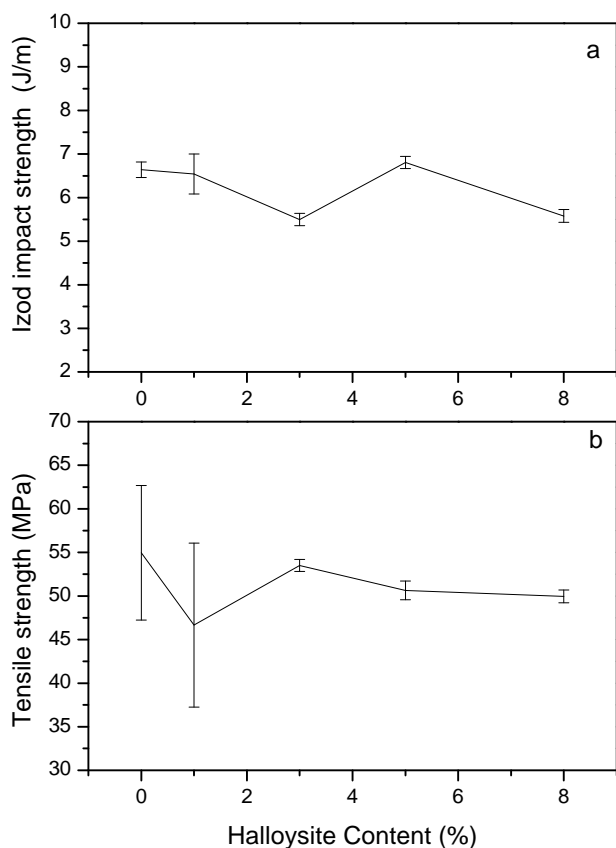 a
Izod impact strength (J/m)
10
9
8
7
6
5
4
3
2
0 2 4 6 8
b
Tensile strength (MPa)
70
65
60
55
50
45
40
35
30
0 2 4 6 8
Halloysite Content (%)